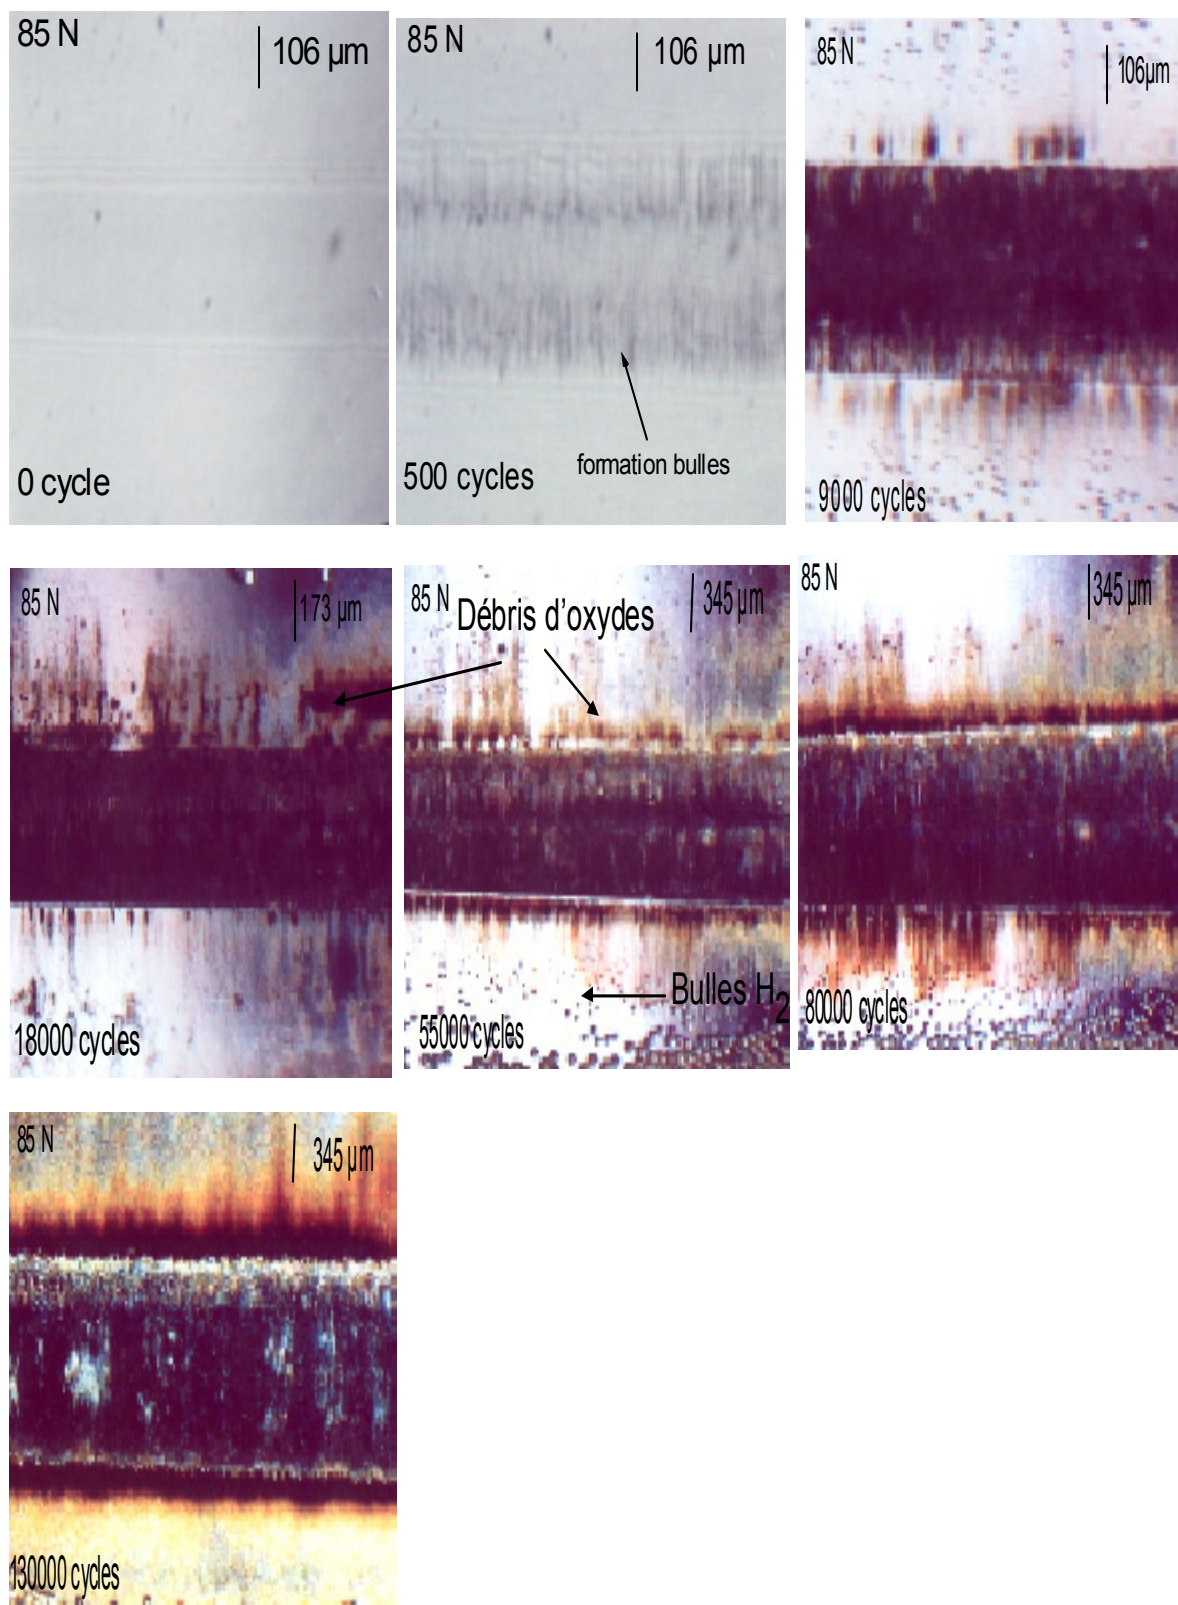 85 N
106 µm
0 cycle
85 N
106 µm
formation bulles
500 cycles
85 N
106µm
9000 cycles
85 N
173 µm
18000 cycles
85 N
345 µm
Débris d'oxydes
Bulles H2
55000 cycles
85 N
345 µm
80000 cycles
85 N
345 µm
130000 cycles